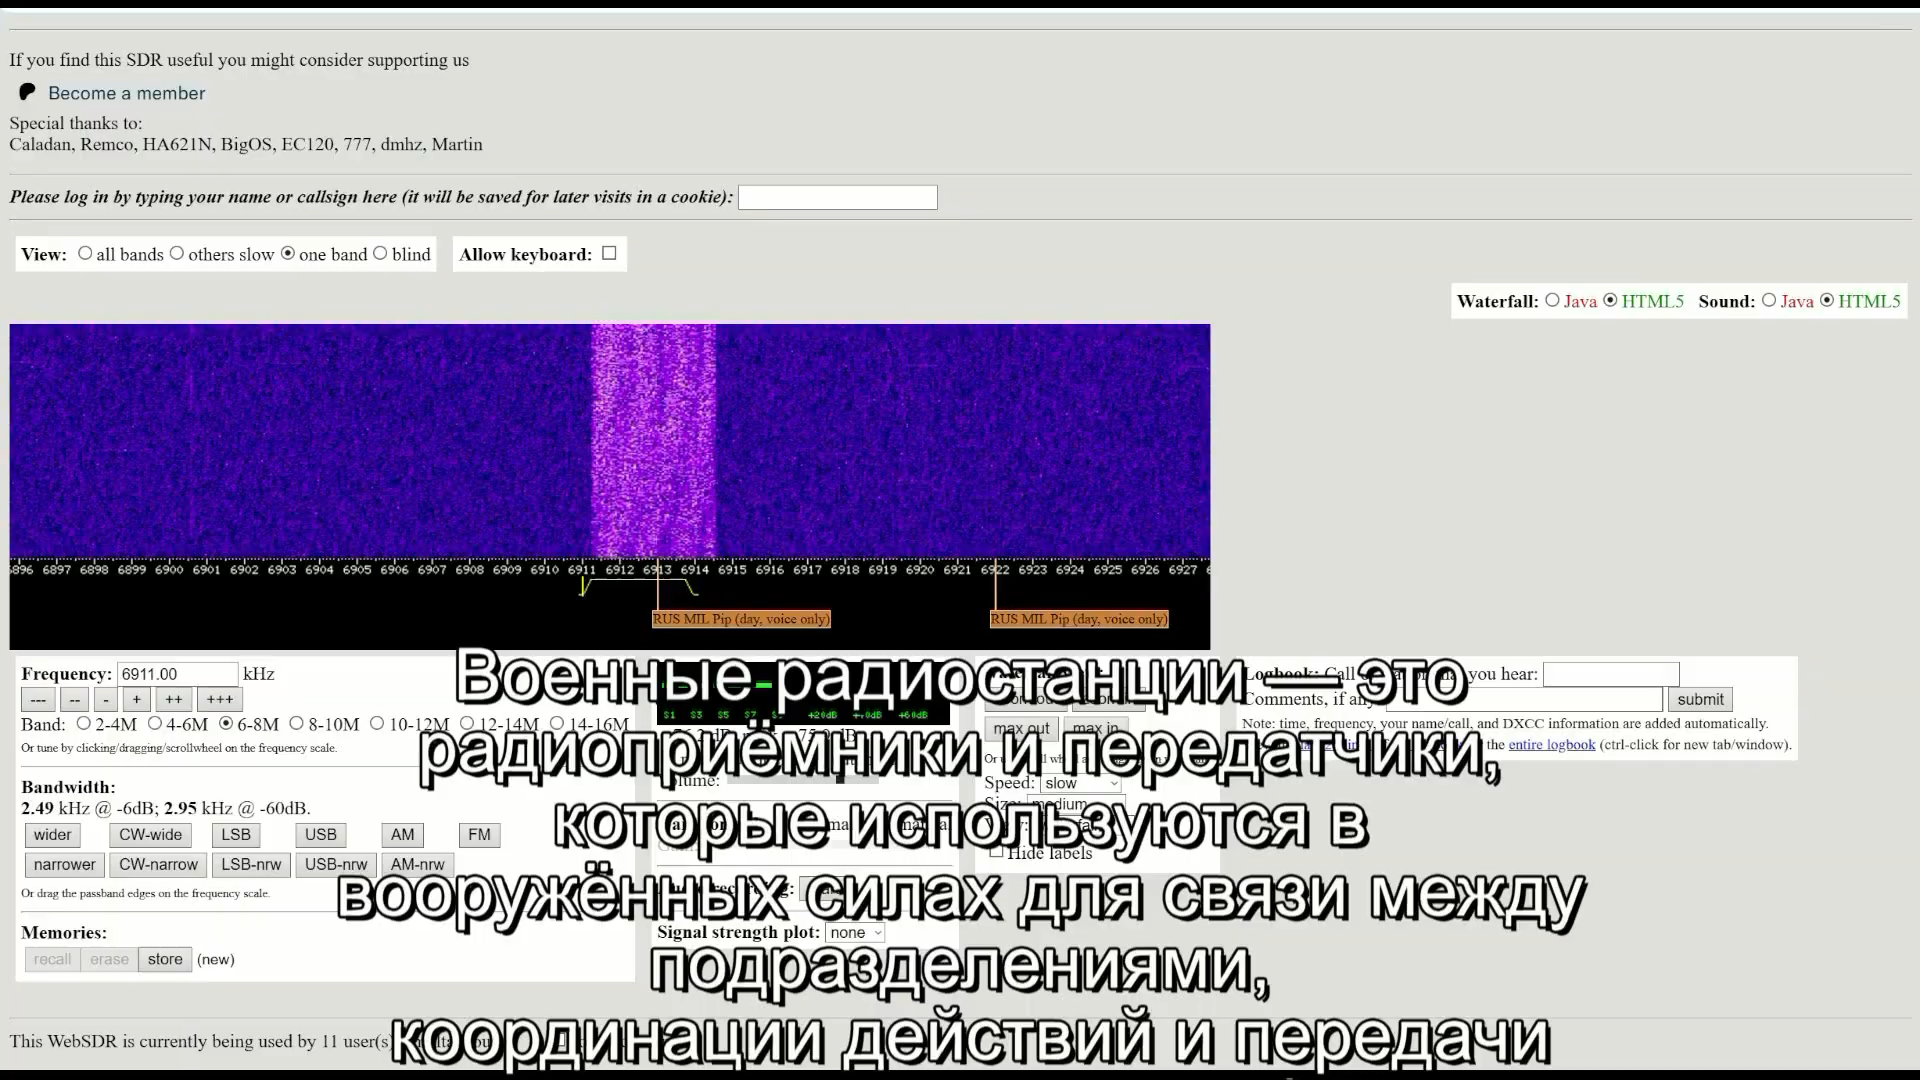 If you find this SDR useful you might consider supporting us
Become a member
Special thanks to:
Caladan, Remco, HA621N, BigOS, EC120, 777, dmhz, Martin
Please log in by typing your name or callsign here (it will be saved for later visits in a cookie):
View: all bands others slow one band blind Allow keyboard:
Waterfall: Java HTML5 Sound: Java HTML5
6897 6898 6899 6900 6901 6902 6903 6904 6905 6906 6907 6908 6909 6910 6911 6912 6913 6914 6915 6916 6917 6918 6919 6920 6921 6922 6923 6924 6925 6926 6927
RUS MIL Pip (day, voice only) RUS MIL Pip (day, voice only)
Frequency: 6911.00 kHz
--- -- - + ++ +++
Band: 2-4M 4-6M 6-8M 8-10M 10-12M 12-14M 14-16M
Or tune by clicking/dragging/scrollwheel on the frequency scale.
Bandwidth:
2.49 kHz @ -6dB; 2.95 kHz @ -60dB.
wider CW-wide LSB USB AM FM
narrower CW-narrow LSB-nrw USB-nrw AM-nrw
Or drag the passband edges on the frequency scale.
Memories:
recall erase store (new)
max out max in
Speed: slow
Size: medium
Hide labels
Signal strength plot: none
Logbook: Call you hear:
Comments, if any submit
Note: time, frequency, your name/call, and DXCC information are added automatically.
the entire logbook (ctrl-click for new tab/window).
This WebSDR is currently being used by 11 user(s)
Военные радиостанции — это
радиоприёмники и передатчики,
которые используются в
вооружённых силах для связи между
подразделениями,
координации действий и передачи